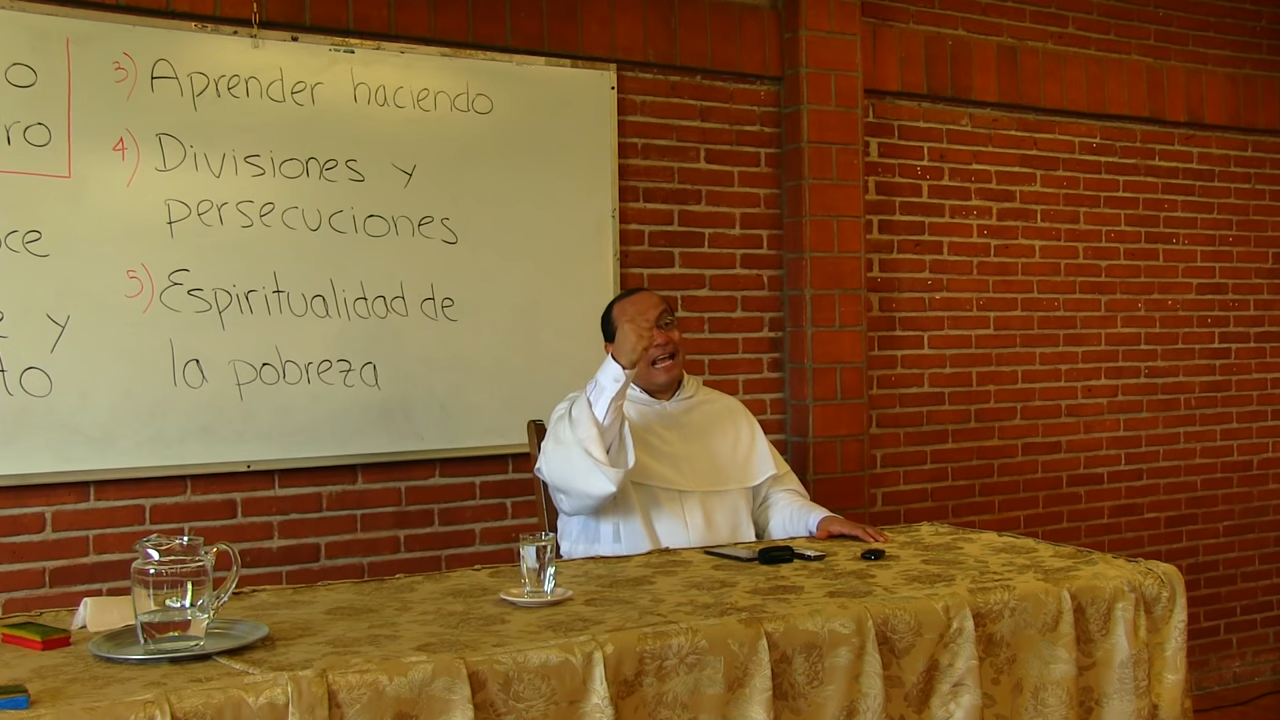 3) Aprender haciendo
4) Divisiones y
persecuciones
5) Espiritualidad de
la pobreza